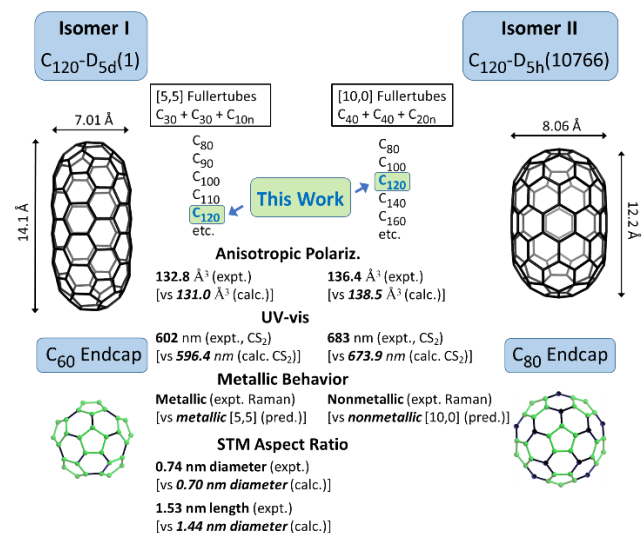 Isomer I
C₁₂₀-D₅d(1)
Isomer II
C₁₂₀-D₅h(10766)
7.01 Å
14.1 Å
[5,5] Fullertubes
C₃₀ + C₃₀ + C₁₀ₙ
C₈₀
C₉₀
C₁₀₀
C₁₁₀
C₁₂₀
etc.
This Work
[10,0] Fullertubes
C₄₀ + C₄₀ + C₂₀ₙ
C₈₀
C₁₀₀
C₁₂₀
C₁₄₀
C₁₆₀
etc.
8.06 Å
12.2 Å
Anisotropic Polariz.
132.8 Å³ (expt.)
[vs 131.0 Å³ (calc.)]
136.4 Å³ (expt.)
[vs 138.5 Å³ (calc.)]
UV-vis
602 nm (expt., CS₂)
[vs 596.4 nm (calc. CS₂)]
683 nm (expt., CS₂)
[vs 673.9 nm (calc. CS₂)]
C₆₀ Endcap
C₈₀ Endcap
Metallic Behavior
Metallic (expt. Raman)
[vs metallic [5,5] (pred.)]
Nonmetallic (expt. Raman)
[vs nonmetallic [10,0] (pred.)]
STM Aspect Ratio
0.74 nm diameter (expt.)
[vs 0.70 nm diameter (calc.)]
1.53 nm length (expt.)
[vs 1.44 nm diameter (calc.)]